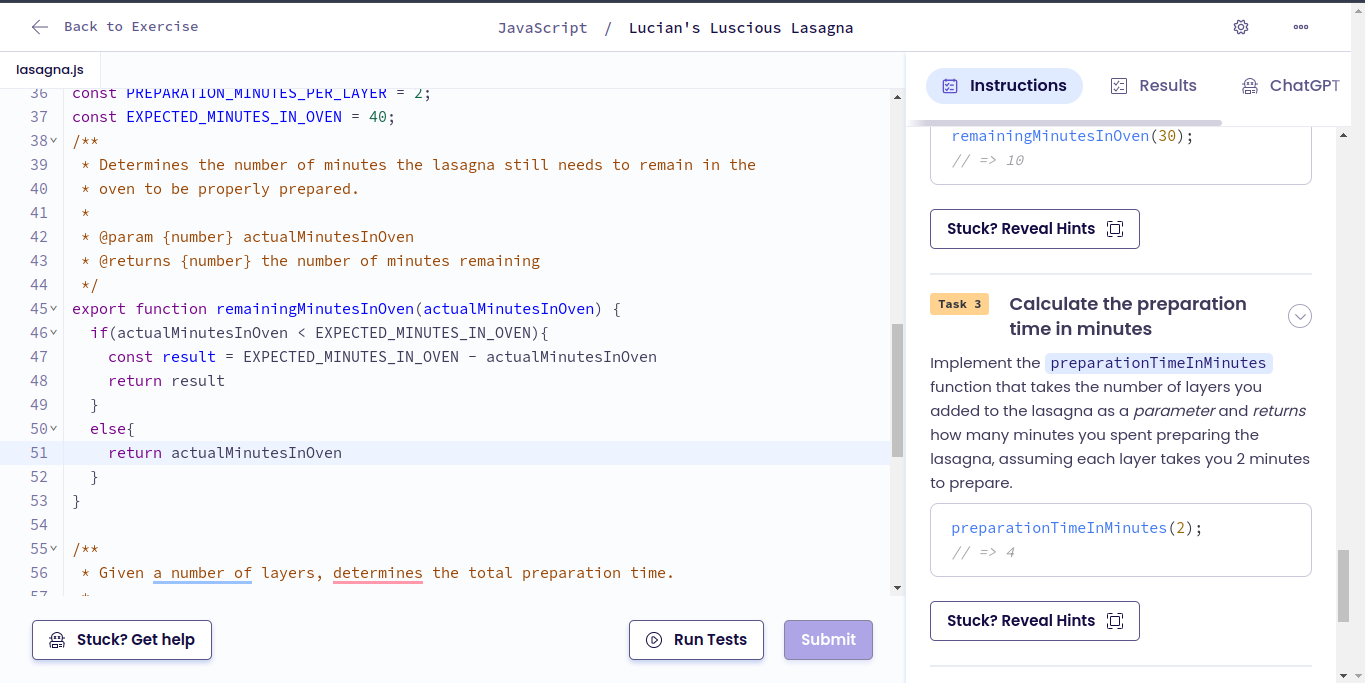 Back to Exercise
JavaScript / Lucian's Luscious Lasagna
lasagna.js
36 const PREPARATION_MINUTES_PER_LAYER = 2;
37 const EXPECTED_MINUTES_IN_OVEN = 40;
38 /**
39 * Determines the number of minutes the lasagna still needs to remain in the
40 * oven to be properly prepared.
41 *
42 * @param {number} actualMinutesInOven
43 * @returns {number} the number of minutes remaining
44 */
45 export function remainingMinutesInOven(actualMinutesInOven) {
46 if(actualMinutesInOven < EXPECTED_MINUTES_IN_OVEN){
47 const result = EXPECTED_MINUTES_IN_OVEN - actualMinutesInOven
48 return result
49 }
50 else{
51 return actualMinutesInOven
52 }
53 }
54
55 /**
56 * Given a number of layers, determines the total preparation time.
57 *
Stuck? Get help
Run Tests
Submit
Instructions
Results
ChatGPT
remainingMinutesInOven(30);
// => 10
Stuck? Reveal Hints
Task 3
Calculate the preparation
time in minutes
Implement the preparationTimeInMinutes
function that takes the number of layers you
added to the lasagna as a parameter and returns
how many minutes you spent preparing the
lasagna, assuming each layer takes you 2 minutes
to prepare.
preparationTimeInMinutes(2);
// => 4
Stuck? Reveal Hints